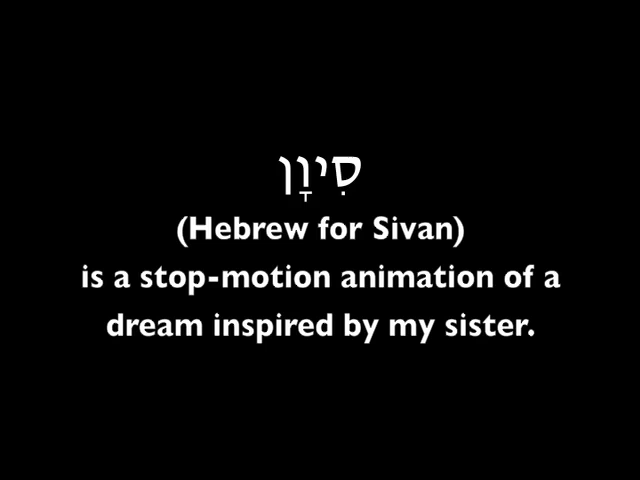 סִיוָן
(Hebrew for Sivan)
is a stop-motion animation of a
dream inspired by my sister.